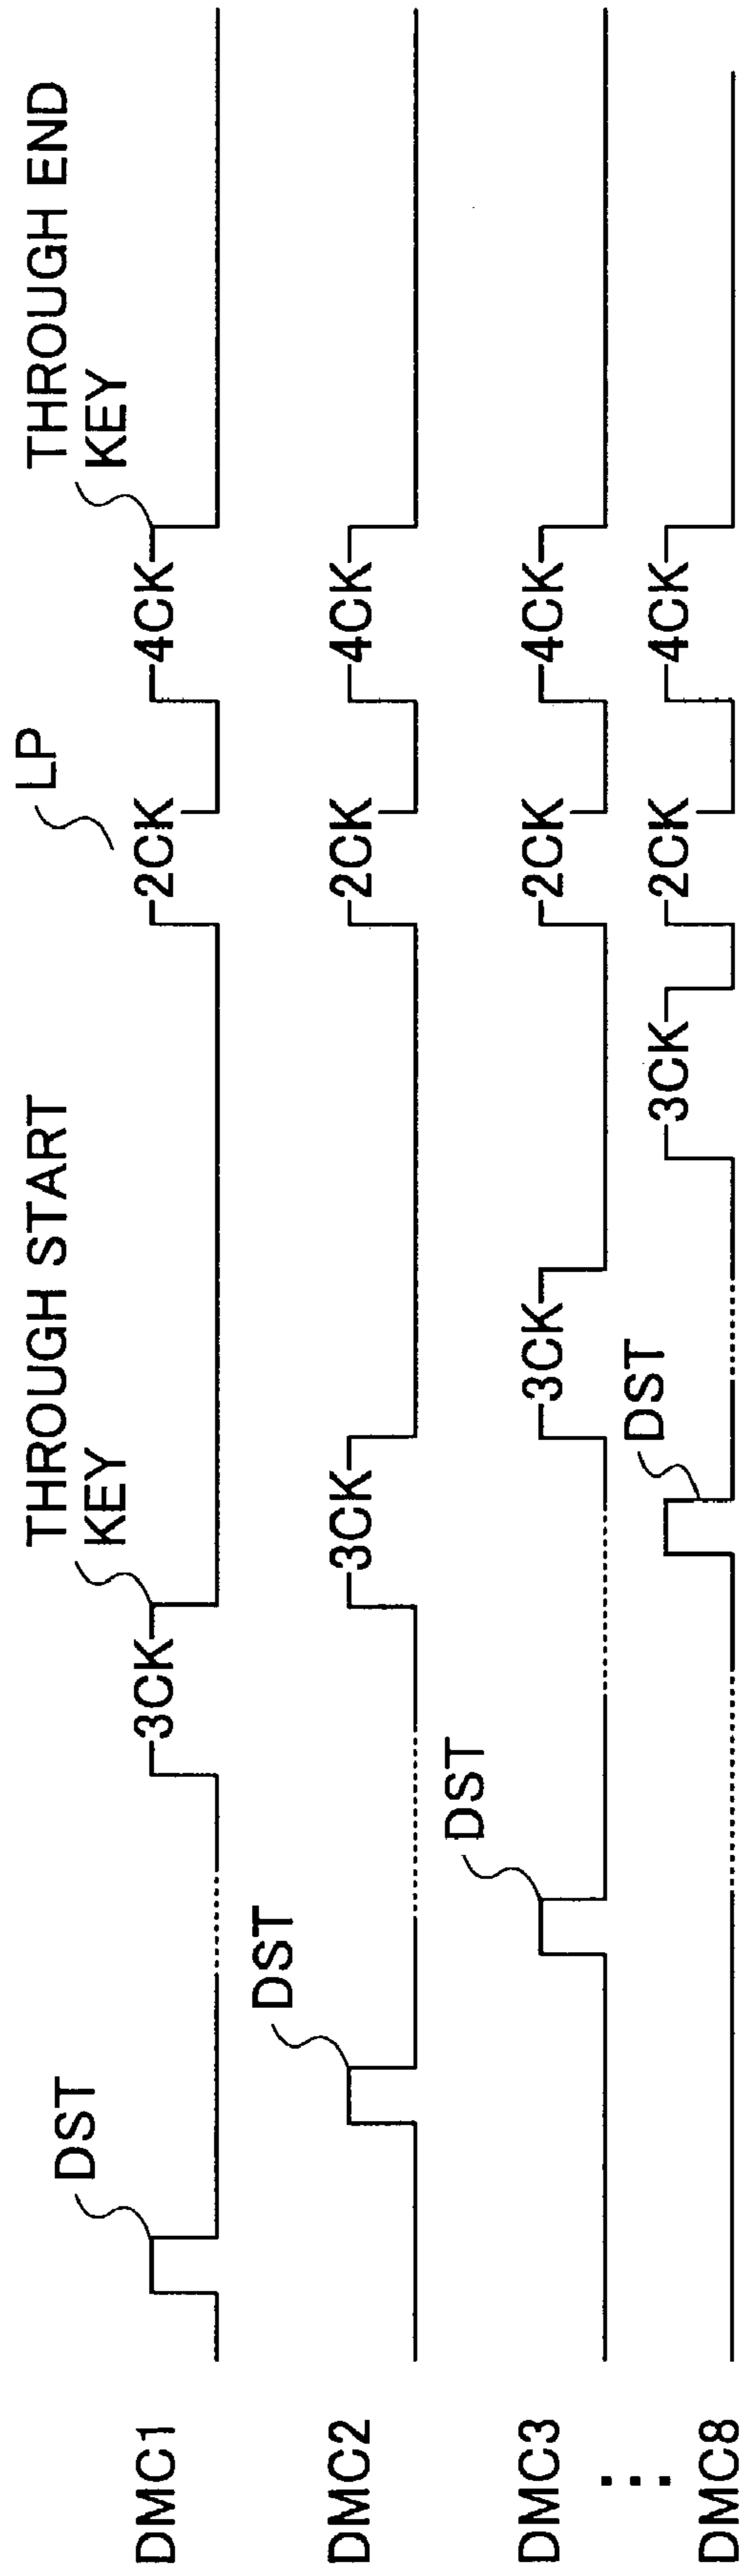 THROUGH START
KEY
LP
THROUGH END
KEY
DST
DMC1
3CK
2CK
4CK
DST
DMC2
3CK
2CK
4CK
DST
DMC3
3CK
2CK
4CK
DST
DMC8
3CK
2CK
4CK